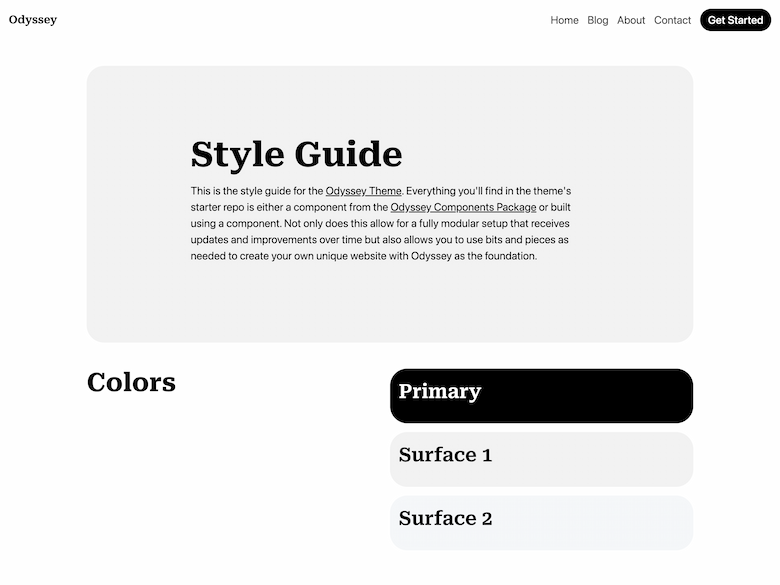 Odyssey
Home Blog About Contact Get Started
Style Guide
This is the style guide for the Odyssey Theme. Everything you'll find in the theme's
starter repo is either a component from the Odyssey Components Package or built
using a component. Not only does this allow for a fully modular setup that receives
updates and improvements over time but also allows you to use bits and pieces as
needed to create your own unique website with Odyssey as the foundation.
Colors
Primary
Surface 1
Surface 2